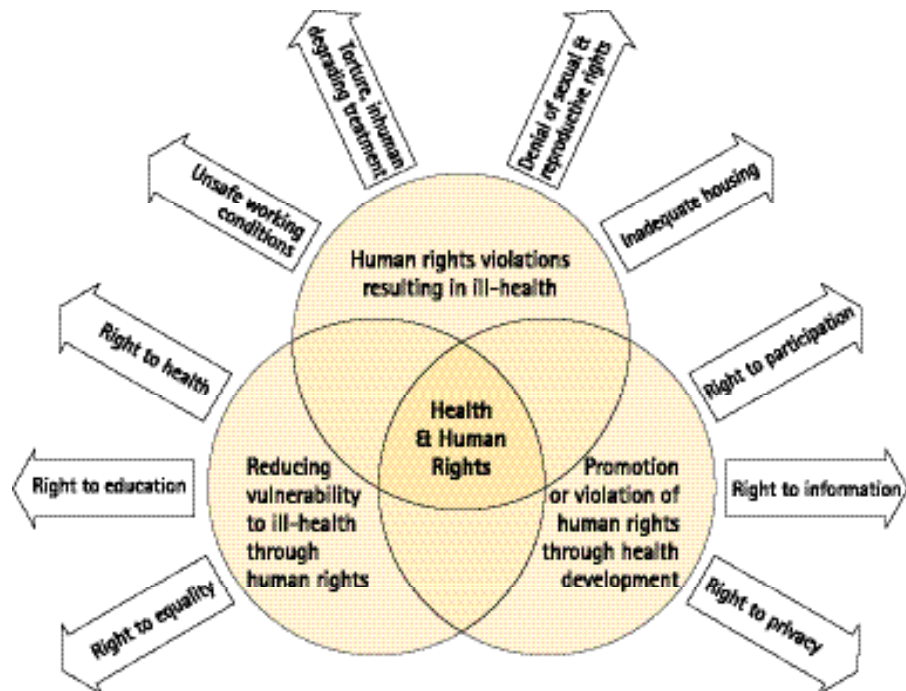 Torture, inhuman
degrading treatment
Denial of sexual &
reproductive rights
Unsafe working
conditions
Inadequate housing
Human rights violations
resulting in ill-health
Right to health
Right to participation
Health
& Human
Rights
Right to education
Reducing
vulnerability
to ill-health
through
human rights
Promotion
or violation of
human rights
through health
development
Right to information
Right to equality
Right to privacy